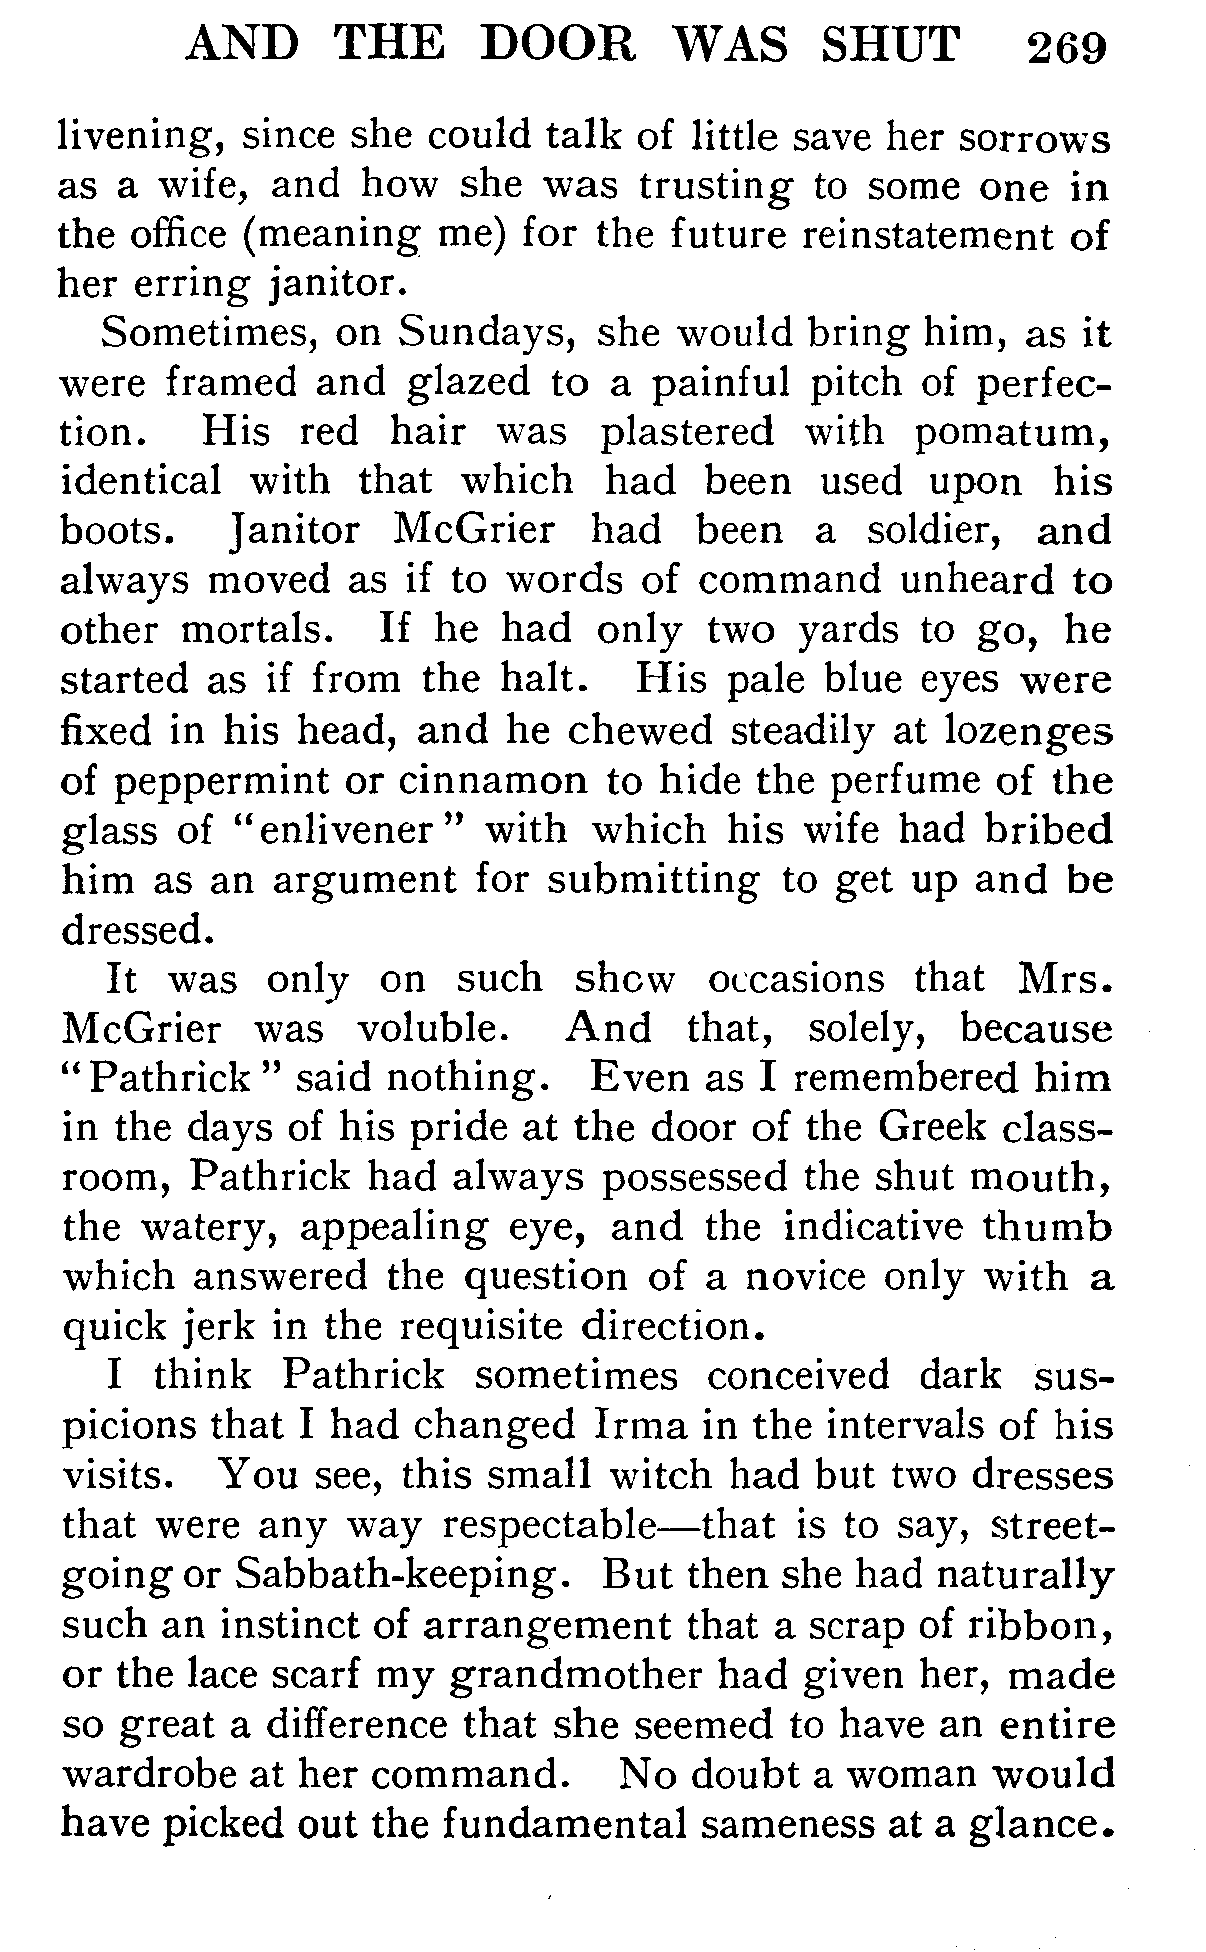 AND THE DOOR WAS SHUT 269
livening, since she could talk of little save her sorrows
as a wife, and how she was trusting to some one in
the office (meaning me) for the future reinstatement of
her erring janitor.
Sometimes, on Sundays, she would bring him, as it
were framed and glazed to a painful pitch of perfec-
tion. His red hair was plastered with pomatum,
identical with that which had been used upon his
boots. Janitor McGrier had been a soldier, and
always moved as if to words of command unheard to
other mortals. If he had only two yards to go, he
started as if from the halt. His pale blue eyes were
fixed in his head, and he chewed steadily at lozenges
of peppermint or cinnamon to hide the perfume of the
glass of "enlivener" with which his wife had bribed
him as an argument for submitting to get up and be
dressed.
It was only on such show occasions that Mrs.
McGrier was voluble. And that, solely, because
"Pathrick" said nothing. Even as I remembered him
in the days of his pride at the door of the Greek class-
room, Pathrick had always possessed the shut mouth,
the watery, appealing eye, and the indicative thumb
which answered the question of a novice only with a
quick jerk in the requisite direction.
I think Pathrick sometimes conceived dark sus-
picions that I had changed Irma in the intervals of his
visits. You see, this small witch had but two dresses
that were any way respectable—that is to say, street-
going or Sabbath-keeping. But then she had naturally
such an instinct of arrangement that a scrap of ribbon,
or the lace scarf my grandmother had given her, made
so great a difference that she seemed to have an entire
wardrobe at her command. No doubt a woman would
have picked out the fundamental sameness at a glance.